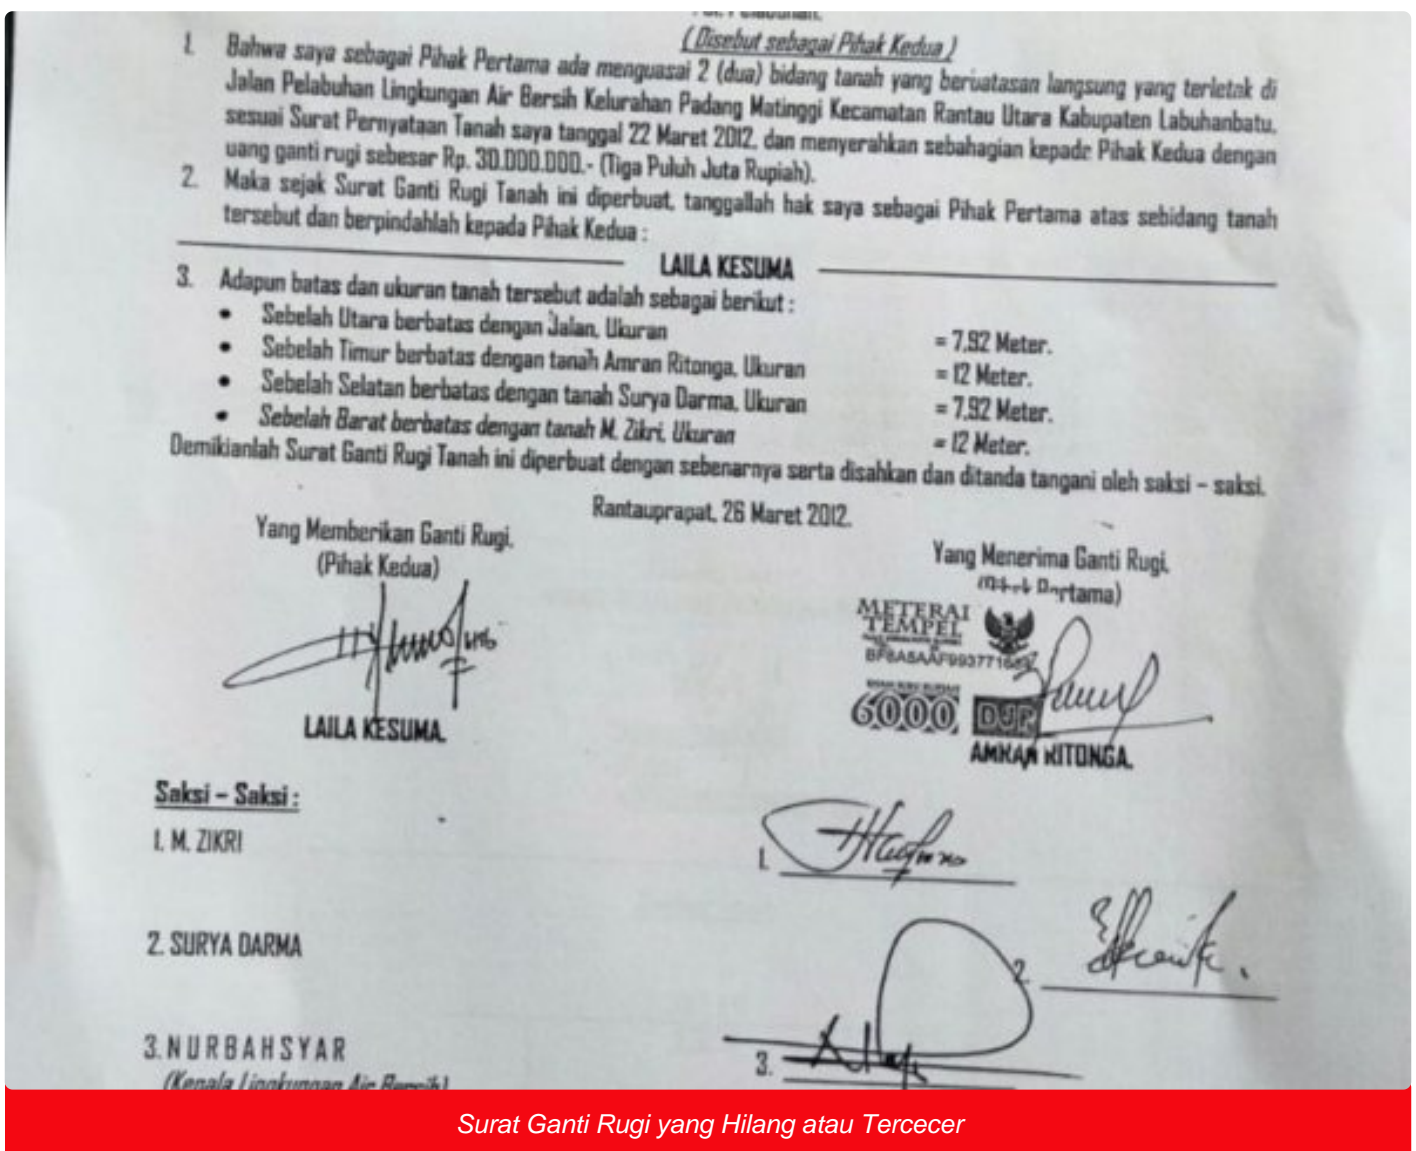 ( Disebut sebagai Pihak Kedua )
1. Bahwa saya sebagai Pihak Pertama ada menguasai 2 (dua) bidang tanah yang berbatasan langsung yang terletak di
Jalan Pelabuhan Lingkungan Air Bersih Kelurahan Padang Matinggi Kecamatan Rantau Utara Kabupaten Labuhanbatu,
sesuai Surat Pernyataan Tanah saya tanggal 22 Maret 2012, dan menyerahkan sebahagian kepada Pihak Kedua dengan
uang ganti rugi sebesar Rp. 30.000.000.- (Tiga Puluh Juta Rupiah).
2. Maka sejak Surat Ganti Rugi Tanah ini diperbuat, tanggallah hak saya sebagai Pihak Pertama atas sebidang tanah
tersebut dan berpindahlah kepada Pihak Kedua :
LAILA KESUMA
3. Adapun batas dan ukuran tanah tersebut adalah sebagai berikut :
• Sebelah Utara berbatas dengan Jalan, Ukuran = 7,92 Meter.
• Sebelah Timur berbatas dengan tanah Amran Ritonga, Ukuran = 12 Meter.
• Sebelah Selatan berbatas dengan tanah Surya Darma, Ukuran = 7,92 Meter.
• Sebelah Barat berbatas dengan tanah M. Zikri, Ukuran = 12 Meter.
Demikianlah Surat Ganti Rugi Tanah ini diperbuat dengan sebenarnya serta disahkan dan ditanda tangani oleh saksi – saksi.
Rantauprapat, 26 Maret 2012.
Yang Memberikan Ganti Rugi,
(Pihak Kedua)
LAILA KESUMA.
Yang Menerima Ganti Rugi,
Pertama)
METERAI
TEMPEL
6000 DJP
AMRAN RITONGA.
Saksi – Saksi :
1. M. ZIKRI
1.
2. SURYA DARMA
2.
3. NURBAHSYAR
3.
(Kepala Lingkungan Air Bersih)
Surat Ganti Rugi yang Hilang atau Tercecer